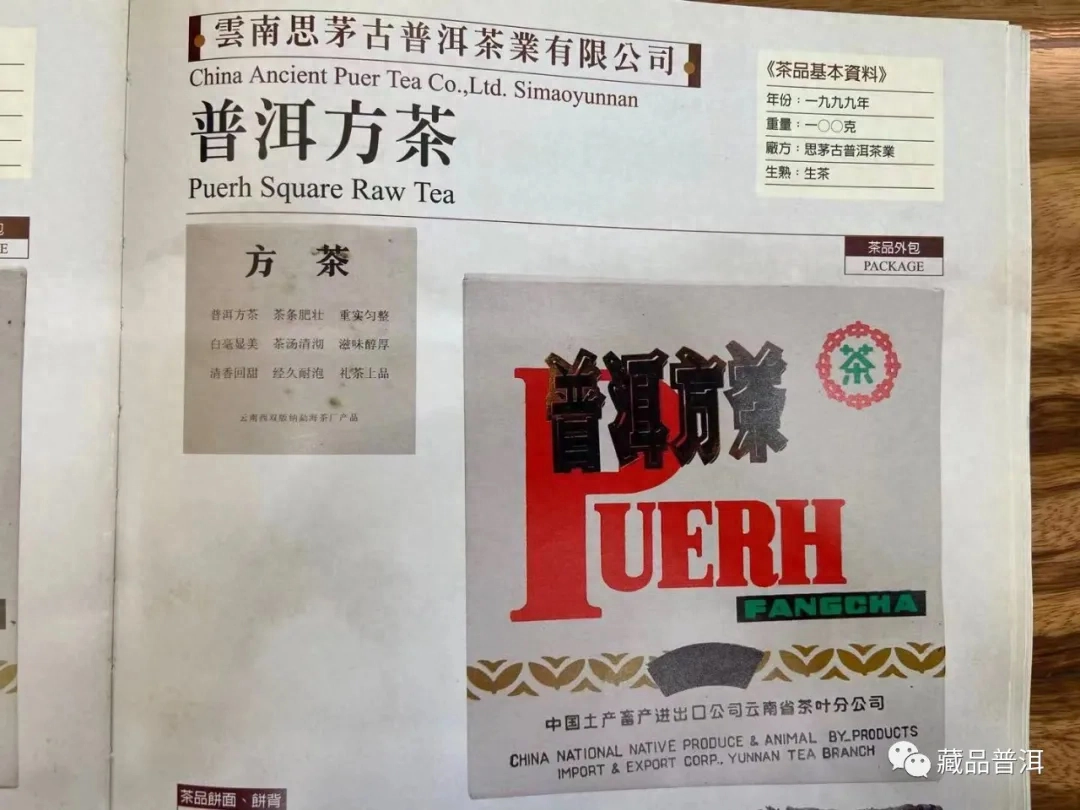 雲南思茅古普洱茶業有限公司
China Ancient Puer Tea Co.,Ltd. Simaoyunnan
普洱方茶
Puerh Square Raw Tea
《茶品基本資料》
年份：一九九九年
重量：一〇〇克
廠方：思茅古普洱茶業
生熟：生茶
方 茶
普洱方茶 茶条肥壮 重实匀整
白毫显美 茶汤清沏 滋味醇厚
清香回甜 经久耐泡 礼茶上品
云南西双版纳勐海茶厂产品
茶品外包
PACKAGE
普洱方茶
茶
PUERH
FANGCHA
中国土产畜产进出口公司云南省茶叶分公司
CHINA NATIONAL NATIVE PRODUCE & ANIMAL BY_PRODUCTS
IMPORT & EXPORT CORP., YUNNAN TEA BRANCH
茶品餅面、餅背
藏品普洱